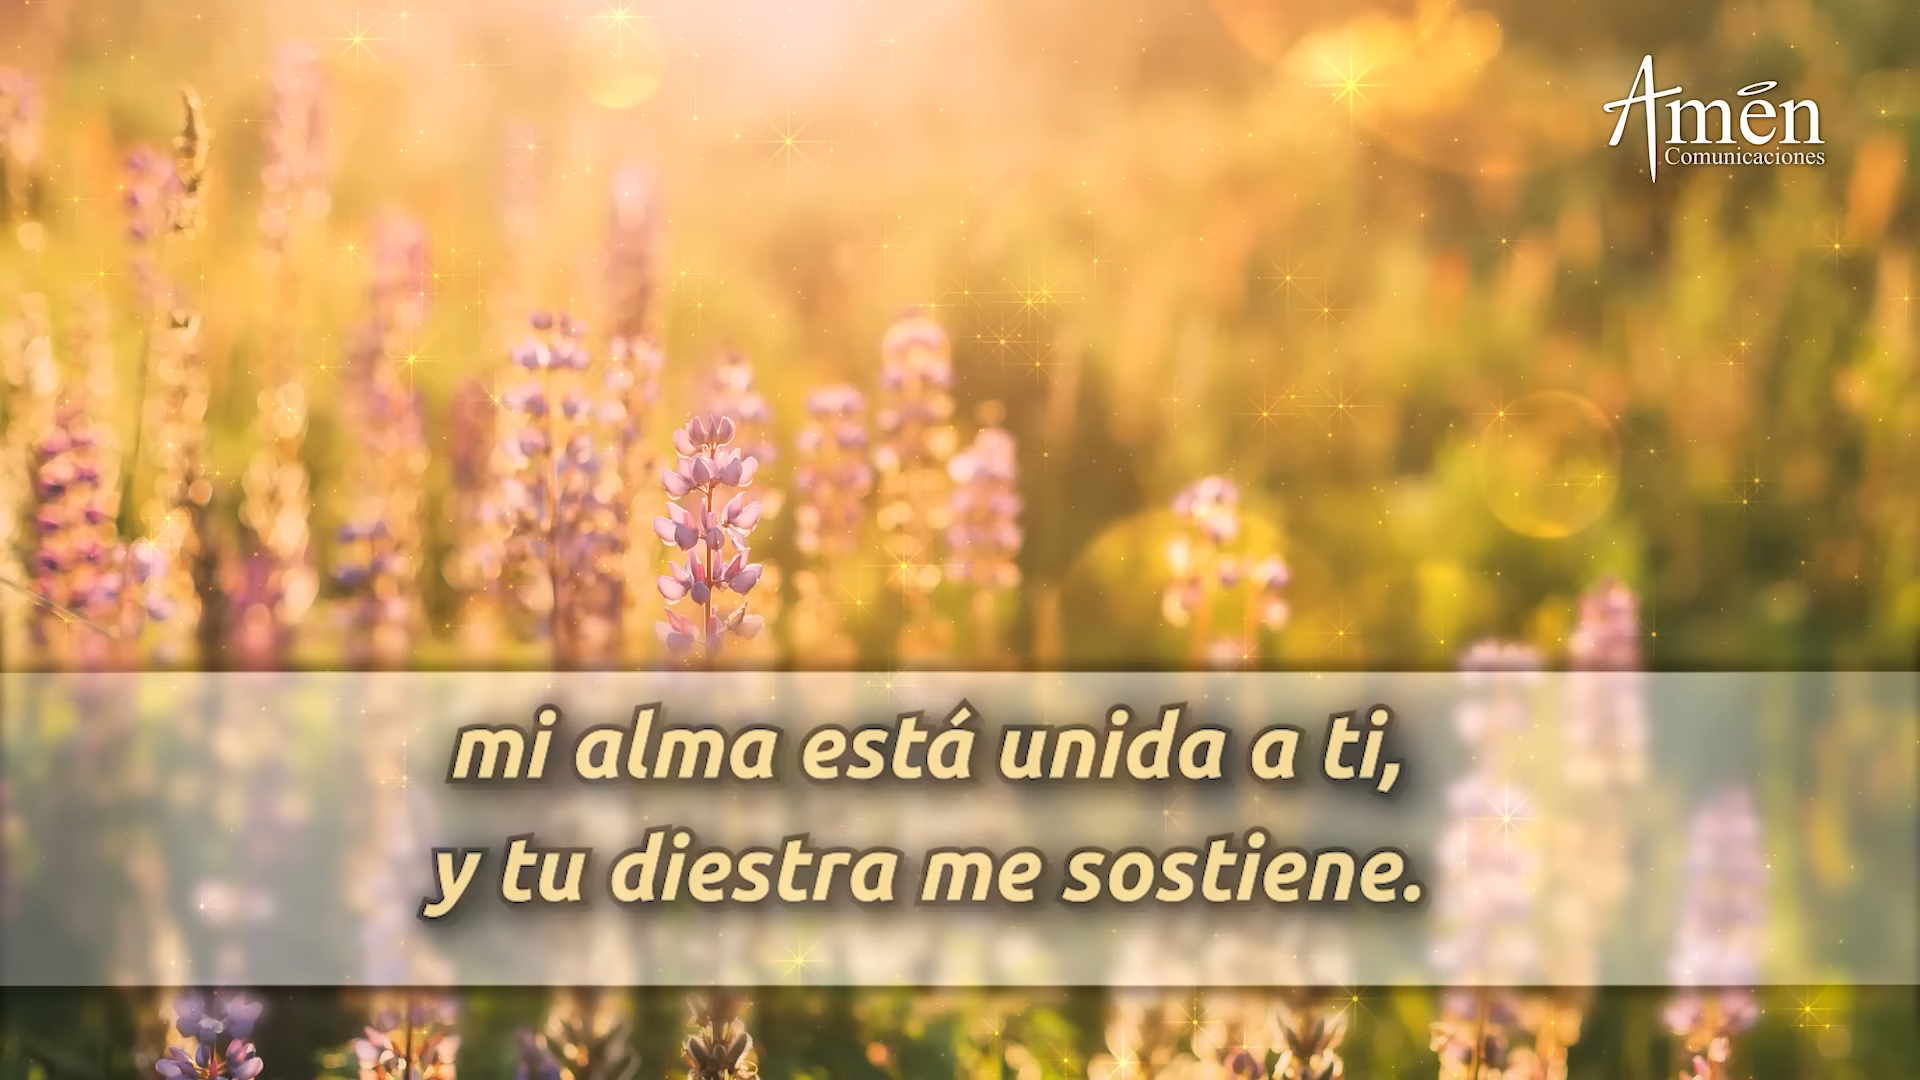 Amén
Comunicaciones
mi alma está unida a ti,
y tu diestra me sostiene.